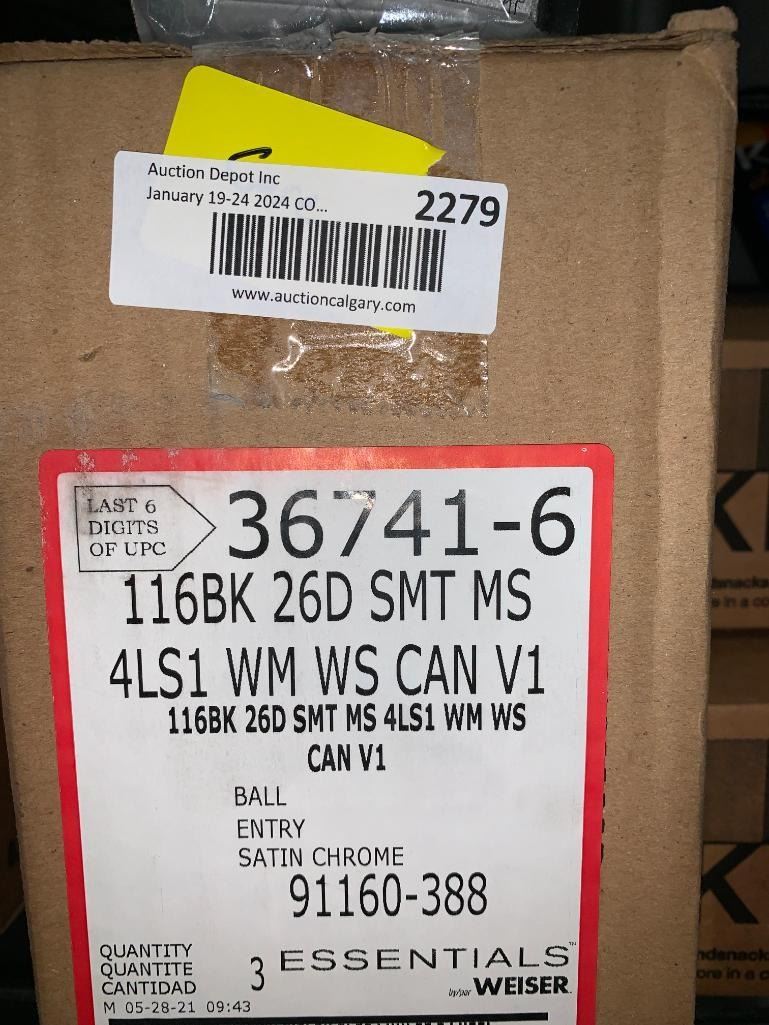 Auction Depot Inc
January 19-24 2024 CO...
2279
www.auctioncalgary.com
LAST 6
DIGITS
OF UPC
36741-6
116BK 26D SMT MS
4LS1 WM WS CAN V1
116BK 26D SMT MS 4LS1 WM WS
CAN V1
BALL
ENTRY
SATIN CHROME
91160-388
QUANTITY
QUANTITE
CANTIDAD
3
ESSENTIALS™
by/par WEISER
M 05-28-21 09:43